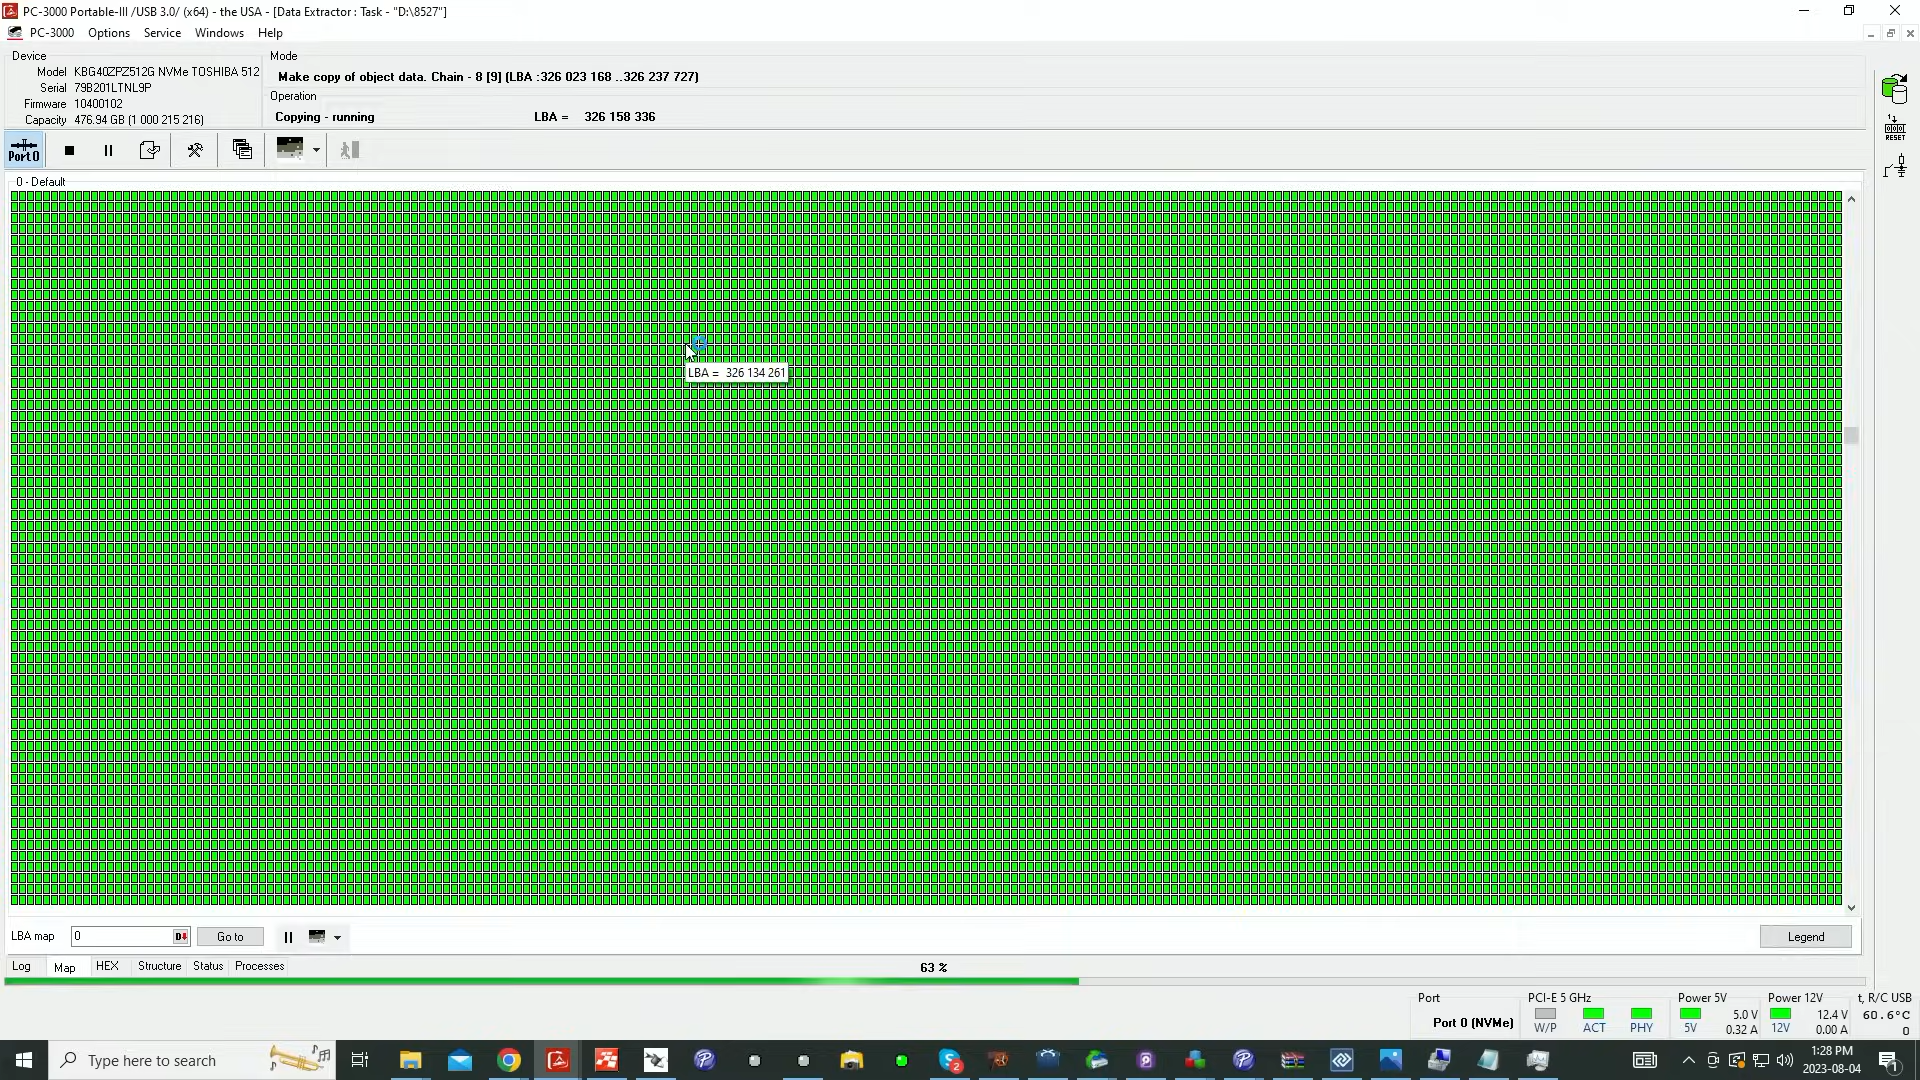 PC-3000 Portable-III /USB 3.0/ (x64) - the USA - [Data Extractor : Task - "D:\8527"]
PC-3000 Options Service Windows Help
Device
Model KBG40ZPZ512G NVMe TOSHIBA 512
Serial 79B201LTNL9P
Firmware 10400102
Capacity 476.94 GB (1 000 215 216)
Mode
Make copy of object data. Chain - 8 [9] (LBA :326 023 168 ..326 237 727)
Operation
Copying - running LBA = 326 158 336
Port 0
RESET
0 - Default
LBA = 326 134 261
LBA map 0 D Go to Legend
Log Map HEX Structure Status Processes
63 %
Port
Port 0 (NVMe)
PCI-E 5 GHz
W/P ACT PHY
Power 5V
5V 5.0 V
0.32 A
Power 12V
12V 12.4 V
0.00 A
t, R/C USB
60.6°C
0
Type here to search
2
1:28 PM
2023-08-04
1